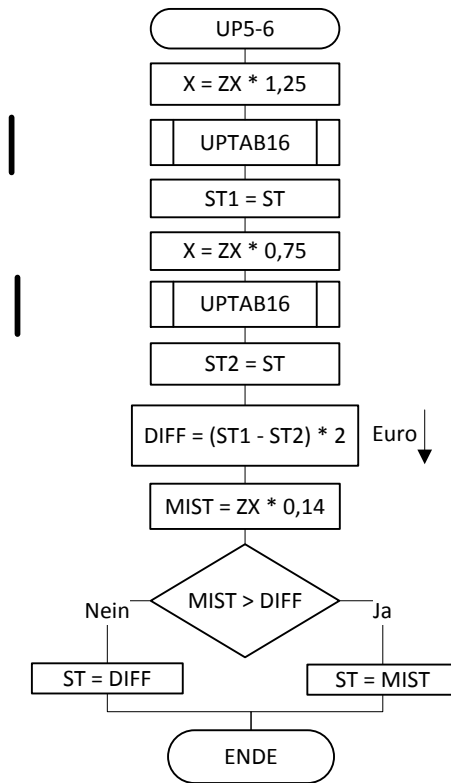 UP5-6
X = ZX * 1,25
UPTAB16
ST1 = ST
X = ZX * 0,75
UPTAB16
ST2 = ST
DIFF = (ST1 - ST2) * 2
Euro
MIST = ZX * 0,14
MIST > DIFF
Nein
Ja
ST = DIFF
ST = MIST
ENDE